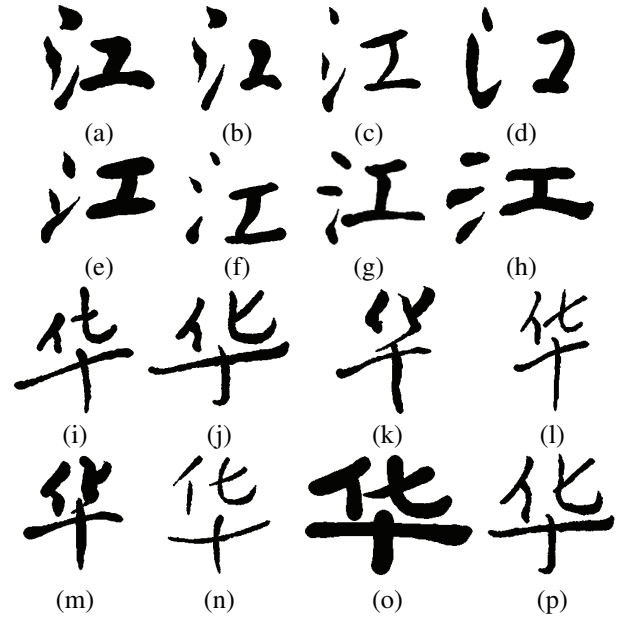 江 江 江 江
(a) (b) (c) (d)
江 江 江 江
(e) (f) (g) (h)
华 华 华 华
(i) (j) (k) (l)
华 华 华 华
(m) (n) (o) (p)